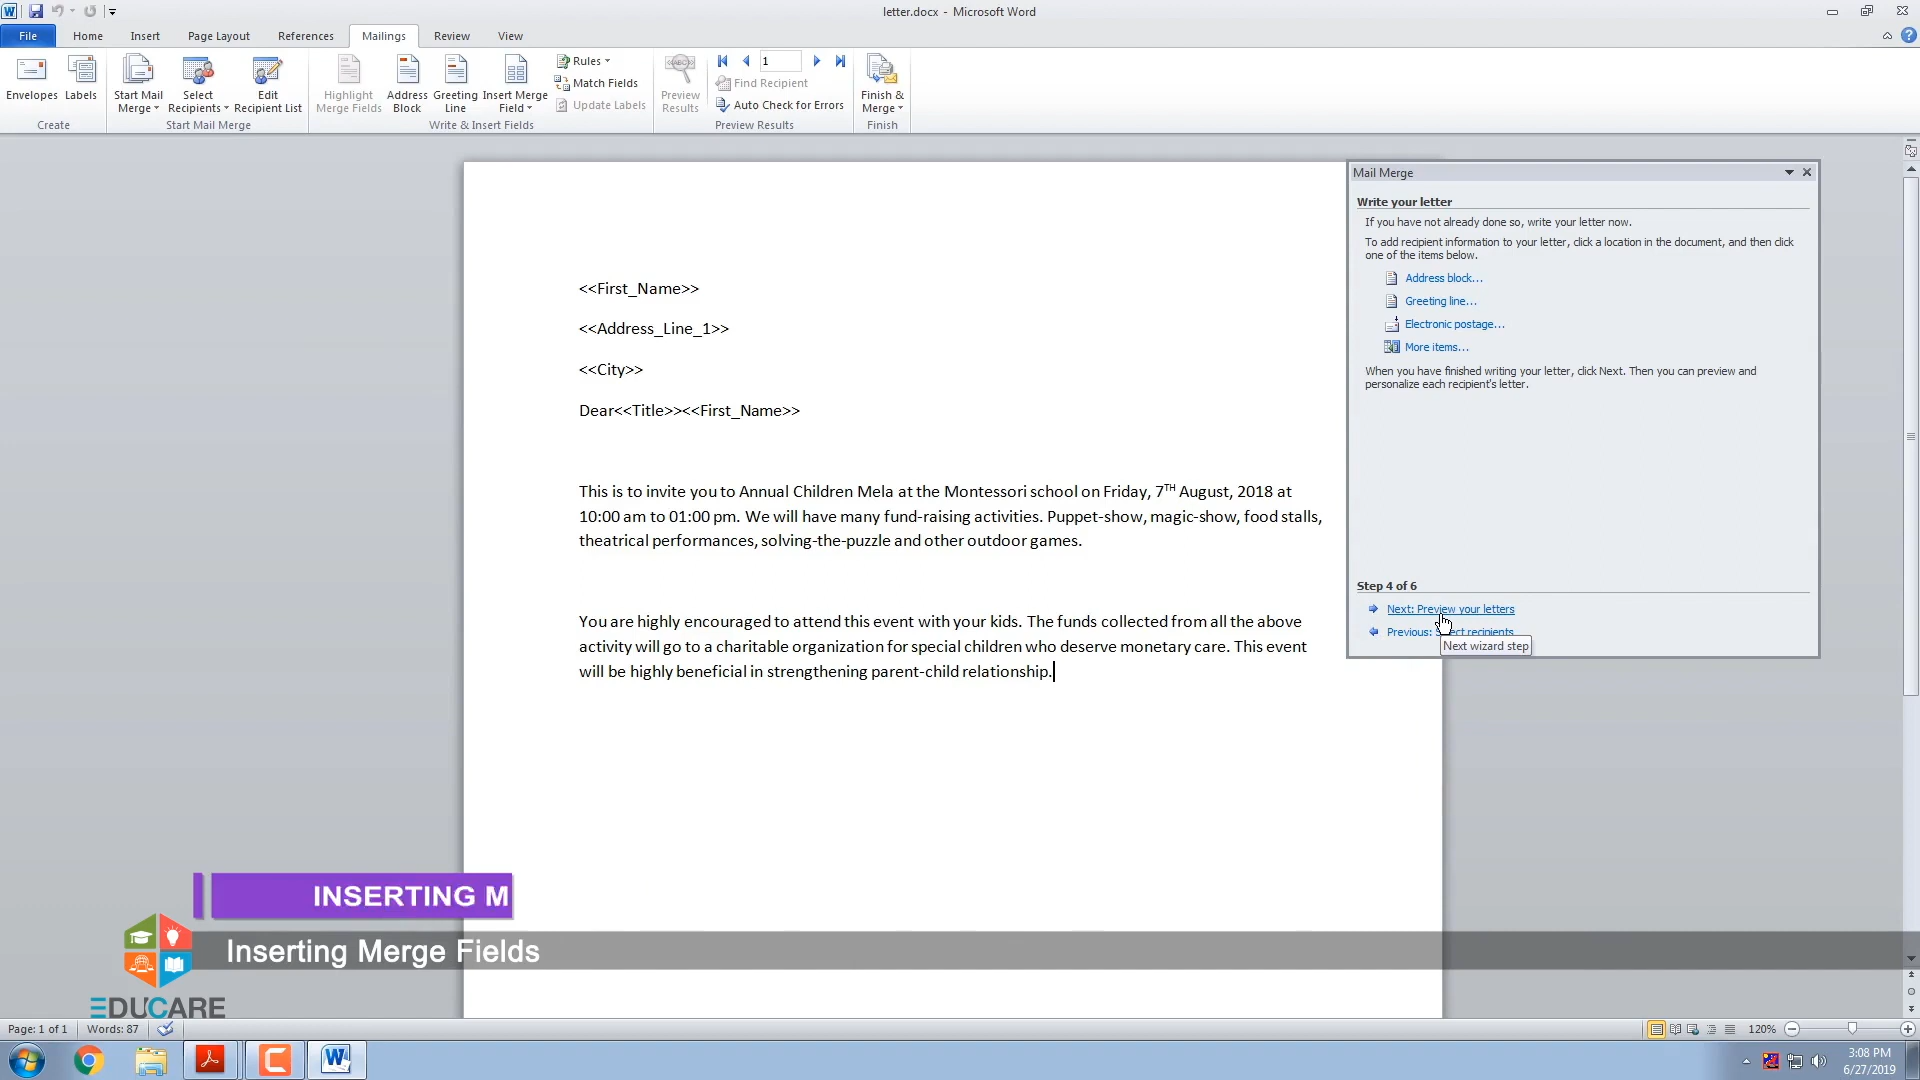 letter.docx - Microsoft Word
File Home Insert Page Layout References Mailings Review View
Envelopes Labels Start Mail Merge Select Recipients Edit Recipient List Highlight Merge Fields Address Block Greeting Line Insert Merge Field Rules Match Fields Update Labels Preview Results 1 Find Recipient Auto Check for Errors Finish & Merge
Create Start Mail Merge Write & Insert Fields Preview Results Finish
<<First_Name>>
<<Address_Line_1>>
<<City>>
Dear<<Title>><<First_Name>>
This is to invite you to Annual Children Mela at the Montessori school on Friday, 7TH August, 2018 at
10:00 am to 01:00 pm. We will have many fund-raising activities. Puppet-show, magic-show, food stalls,
theatrical performances, solving-the-puzzle and other outdoor games.
You are highly encouraged to attend this event with your kids. The funds collected from all the above
activity will go to a charitable organization for special children who deserve monetary care. This event
will be highly beneficial in strengthening parent-child relationship.
Mail Merge
Write your letter
If you have not already done so, write your letter now.
To add recipient information to your letter, click a location in the document, and then click
one of the items below.
Address block...
Greeting line...
Electronic postage...
More items...
When you have finished writing your letter, click Next. Then you can preview and
personalize each recipient's letter.
Step 4 of 6
Next: Preview your letters
Previous: recipients
Next wizard step
INSERTING M
Inserting Merge Fields
EDUCARE
Page: 1 of 1 Words: 87 120%
3:08 PM
6/27/2019